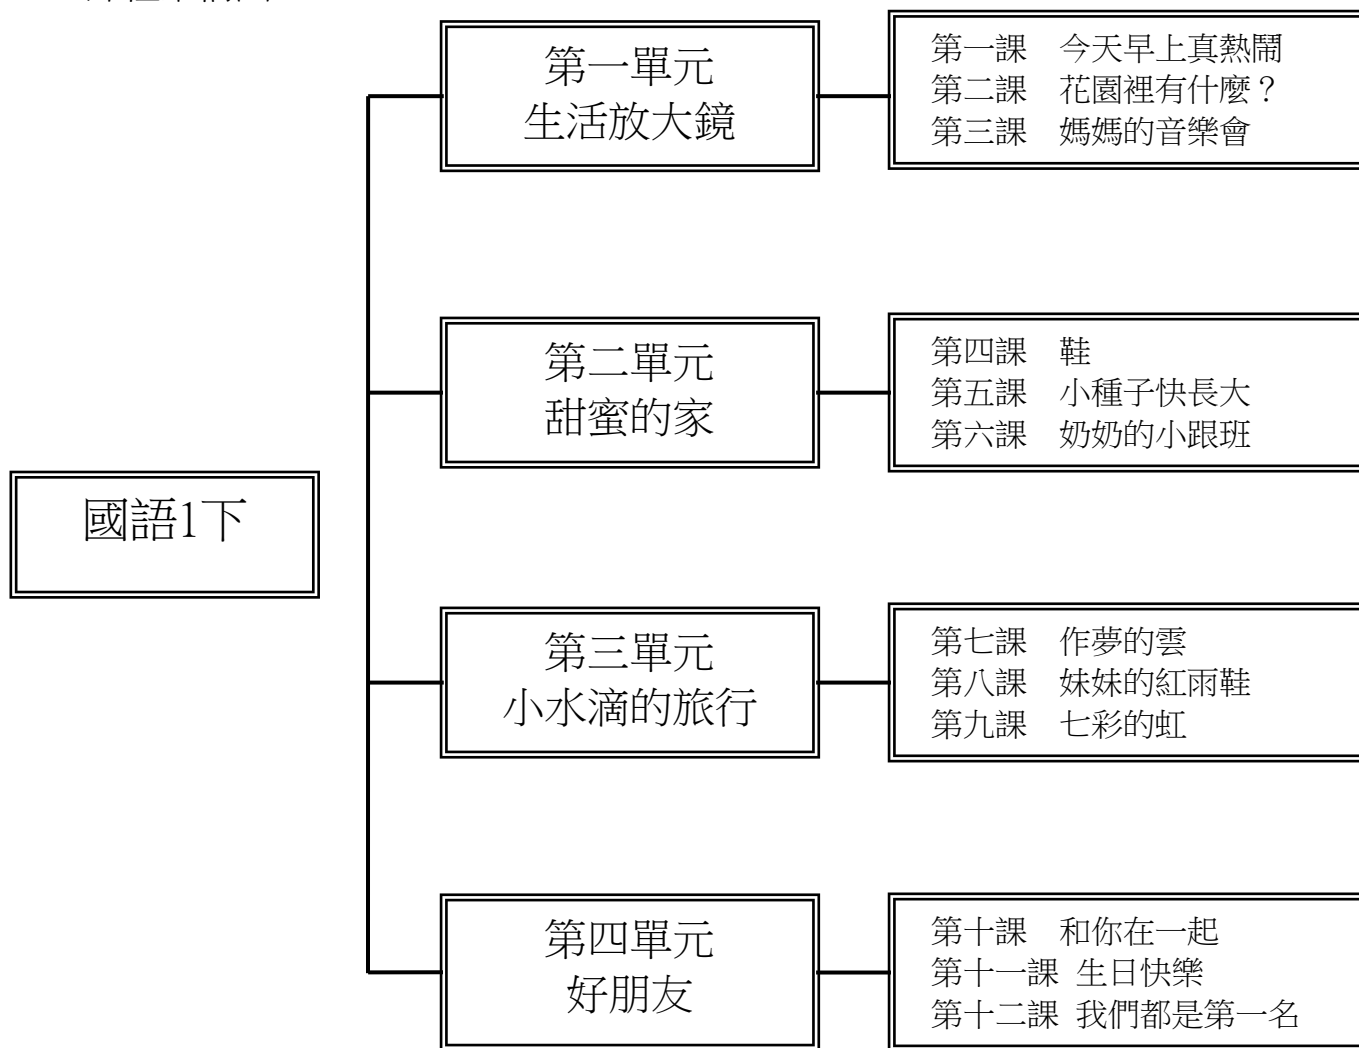 第一單元
生活放大鏡
第一課　今天早上真熱鬧
第二課　花園裡有什麼？
第三課　媽媽的音樂會
第二單元
甜蜜的家
第四課　鞋
第五課　小種子快長大
第六課　奶奶的小跟班
國語1下
第三單元
小水滴的旅行
第七課　作夢的雲
第八課　妹妹的紅雨鞋
第九課　七彩的虹
第四單元
好朋友
第十課　和你在一起
第十一課 生日快樂
第十二課 我們都是第一名